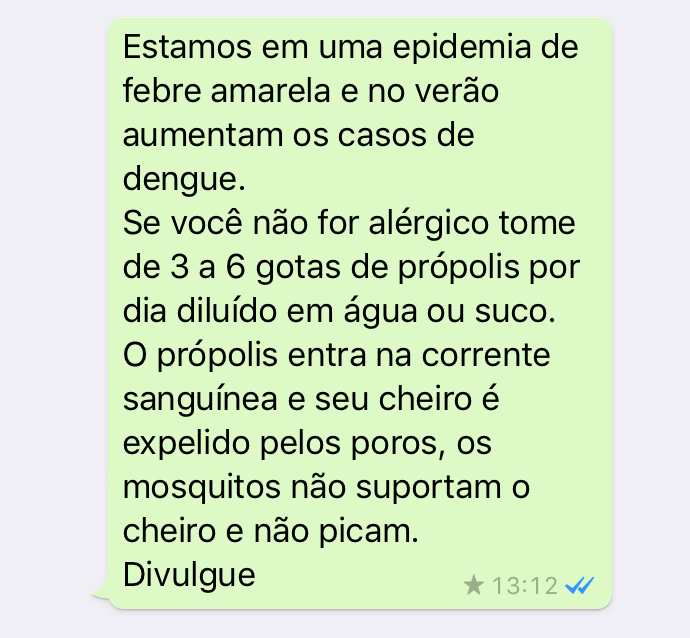 Estamos em uma epidemia de
febre amarela e no verão
aumentam os casos de
dengue.
Se você não for alérgico tome
de 3 a 6 gotas de própolis por
dia diluído em água ou suco.
O própolis entra na corrente
sanguínea e seu cheiro é
expelido pelos poros, os
mosquitos não suportam o
cheiro e não picam.
Divulgue
13:12